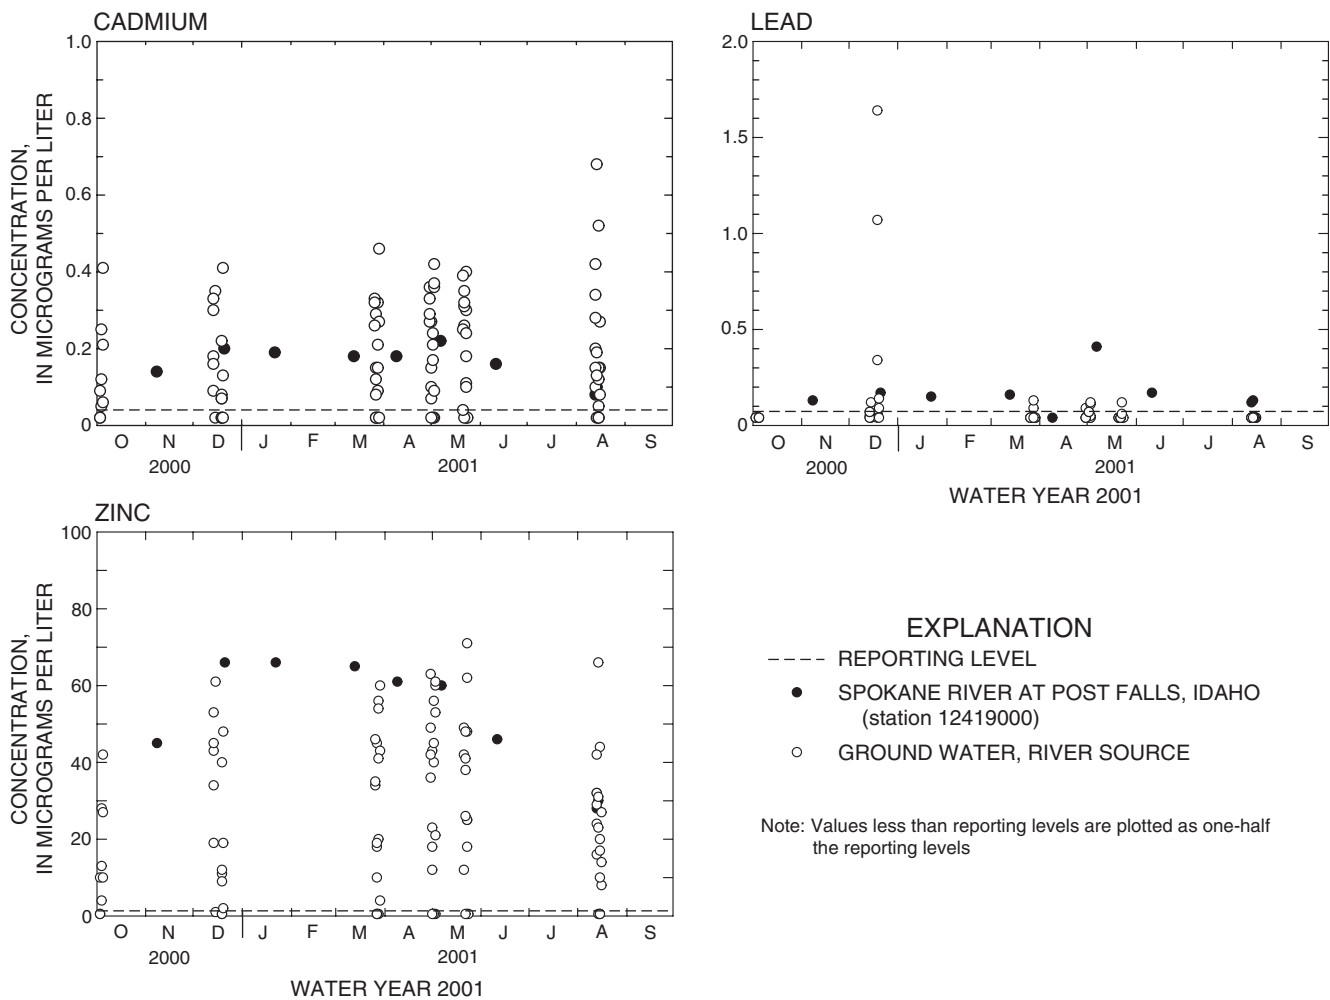 CADMIUM
CONCENTRATION,
IN MICROGRAMS PER LITER
1.0
0.8
0.6
0.4
0.2
0
O N D J F M A M J J A S
2000 2001
LEAD
2.0
1.5
1.0
0.5
0
O N D J F M A M J J A S
2000 2001
WATER YEAR 2001
ZINC
CONCENTRATION,
IN MICROGRAMS PER LITER
100
80
60
40
20
0
O N D J F M A M J J A S
2000 2001
WATER YEAR 2001
EXPLANATION
REPORTING LEVEL
SPOKANE RIVER AT POST FALLS, IDAHO
(station 12419000)
GROUND WATER, RIVER SOURCE
Note: Values less than reporting levels are plotted as one-half
the reporting levels